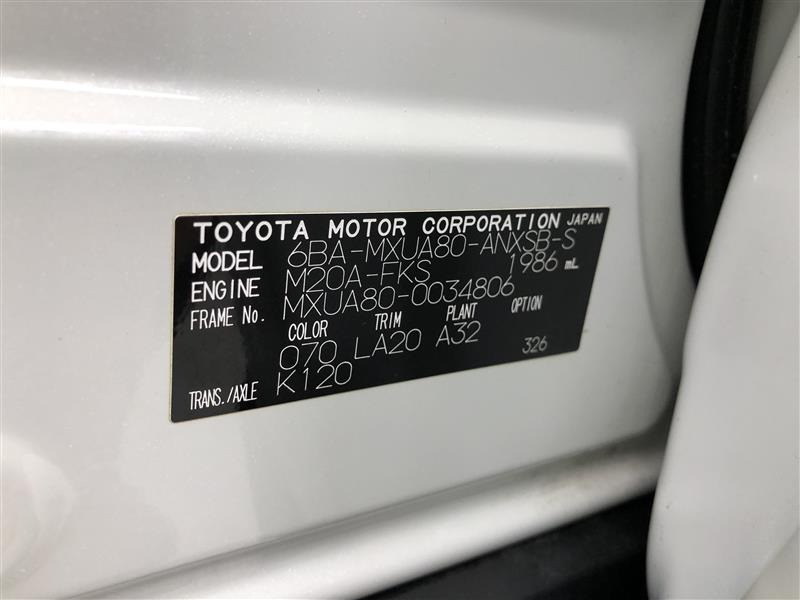 TOYOTA MOTOR CORPORATION JAPAN
MODEL 6BA-MXUA80-ANXSB-S
ENGINE M20A-FKS 1986 mL
FRAME No. MXUA80-0034806
COLOR TRIM PLANT OPTION
070 LA20 A32 326
TRANS./AXLE K120